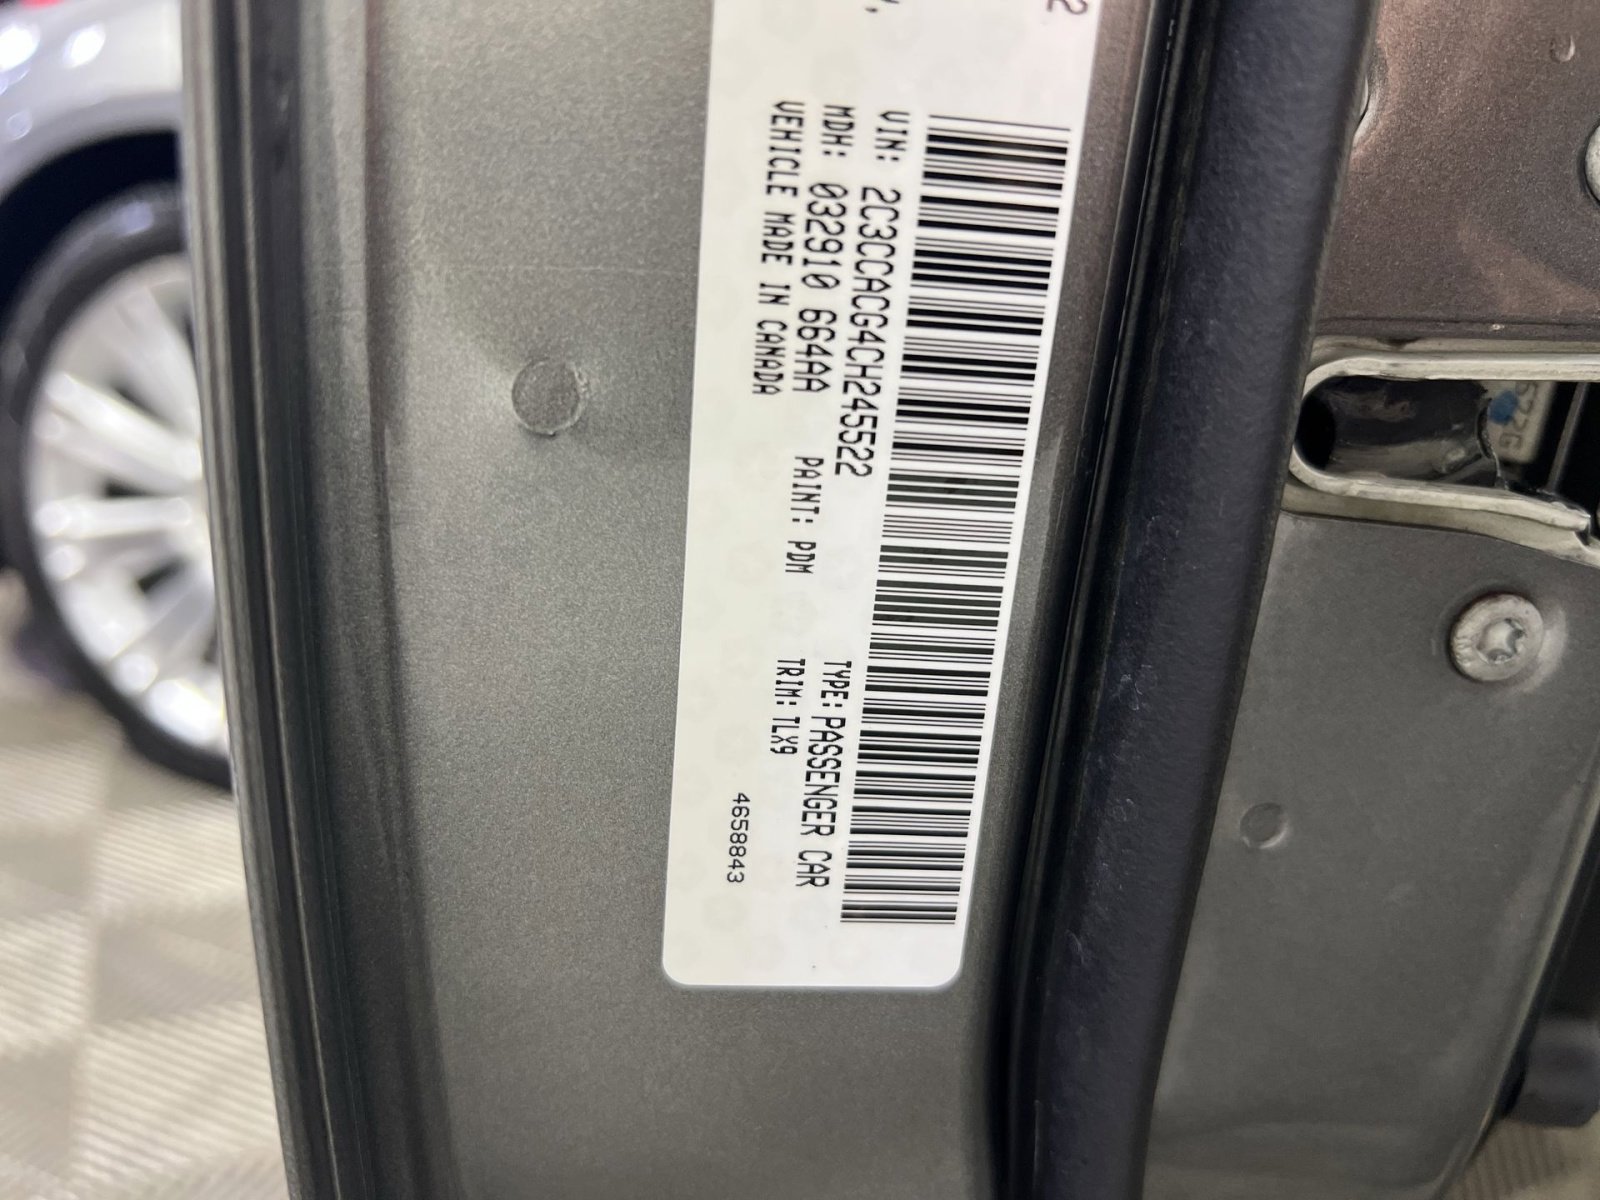 VIN: 2C3CCACG4CH245522 TYPE: PASSENGER CAR
MDH: 032910 664AA PAINT: PDM TRIM: TLX9
VEHICLE MADE IN CANADA
4658843